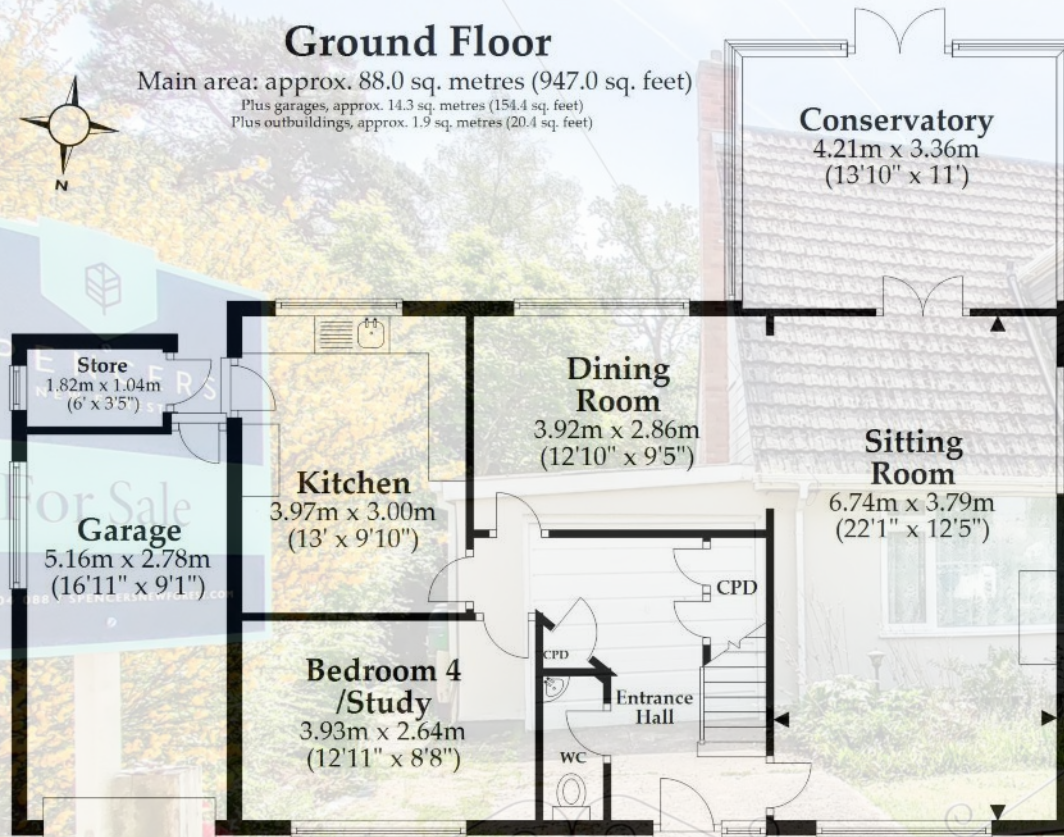 Ground Floor
Main area: approx. 88.0 sq. metres (947.0 sq. feet)
Plus garages, approx. 14.3 sq. metres (154.4 sq. feet)
Plus outbuildings, approx. 1.9 sq. metres (20.4 sq. feet)
N
Conservatory
4.21m x 3.36m
(13'10" x 11')
Store
1.82m x 1.04m
(6' x 3'5")
Dining
Room
3.92m x 2.86m
(12'10" x 9'5")
Sitting
Room
6.74m x 3.79m
(22'1" x 12'5")
Kitchen
3.97m x 3.00m
(13' x 9'10")
For Sale
Garage
5.16m x 2.78m
(16'11" x 9'1")
SPENCERSNEWFOREST.COM
CPD
CPD
Bedroom 4
/Study
3.93m x 2.64m
(12'11" x 8'8")
Entrance
Hall
WC